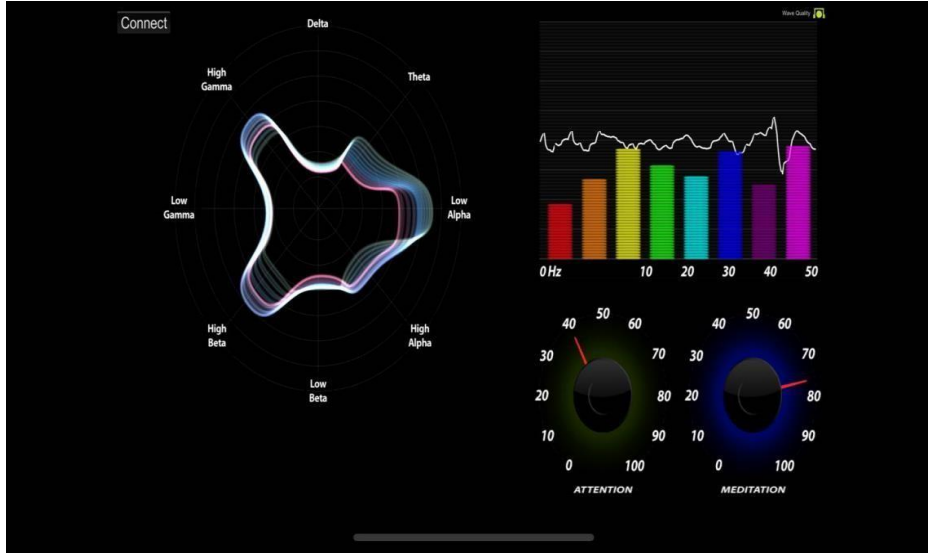 Connect
Delta
Theta
Low
Alpha
High
Alpha
Low
Beta
High
Beta
Low
Gamma
High
Gamma
Wave Quality
0 Hz 10 20 30 40 50
0 10 20 30 40 50 60 70 80 90 100
ATTENTION
0 10 20 30 40 50 60 70 80 90 100
MEDITATION